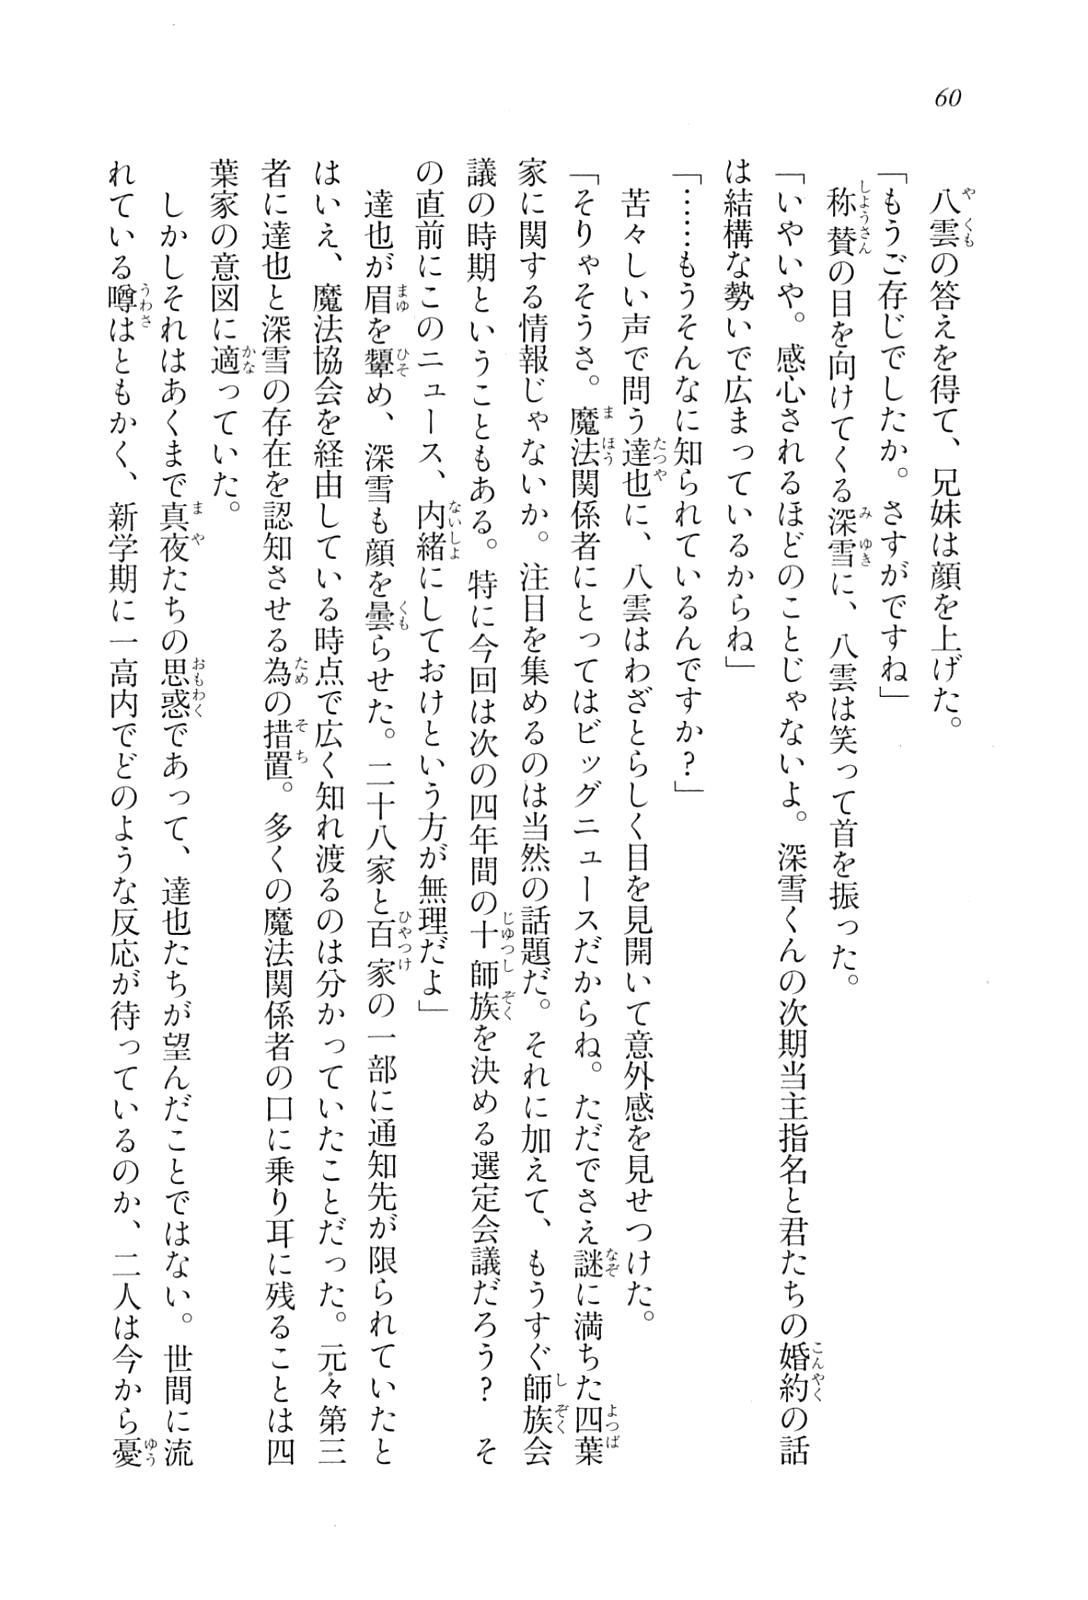 60
八雲の答えを得て、兄妹は顔を上げた。
「もうご存じでしたか。さすがですね」
称賛の目を向けてくる深雪に、八雲は笑って首を振った。
「いやいや。感心されるほどのことじゃないよ。深雪くんの次期当主指名と君たちの婚約の話
は結構な勢いで広まっているからね」
「……もうそんなに知られているんですか？」
苦々しい声で問う達也に、八雲はわざとらしく目を見開いて意外感を見せつけた。
「そりゃそうさ。魔法関係者にとってはビッグニュースだからね。ただでさえ謎に満ちた四葉
家に関する情報じゃないか。注目を集めるのは当然の話題だ。それに加えて、もうすぐ師族会
議の時期ということもある。特に今回は次の四年間の十師族を決める選定会議だろう？　そ
の直前にこのニュース、内緒にしておけという方が無理だよ」
達也が眉を顰め、深雪も顔を曇らせた。二十八家と百家の一部に通知先が限られていたと
はいえ、魔法協会を経由している時点で広く知れ渡るのは分かっていたことだった。元々第三
者に達也と深雪の存在を認知させる為の措置。多くの魔法関係者の口に乗り耳に残ることは四
葉家の意図に適っていた。
しかしそれはあくまで真夜たちの思惑であって、達也たちが望んだことではない。世間に流
れている噂はともかく、新学期に一高内でどのような反応が待っているのか、二人は今から憂